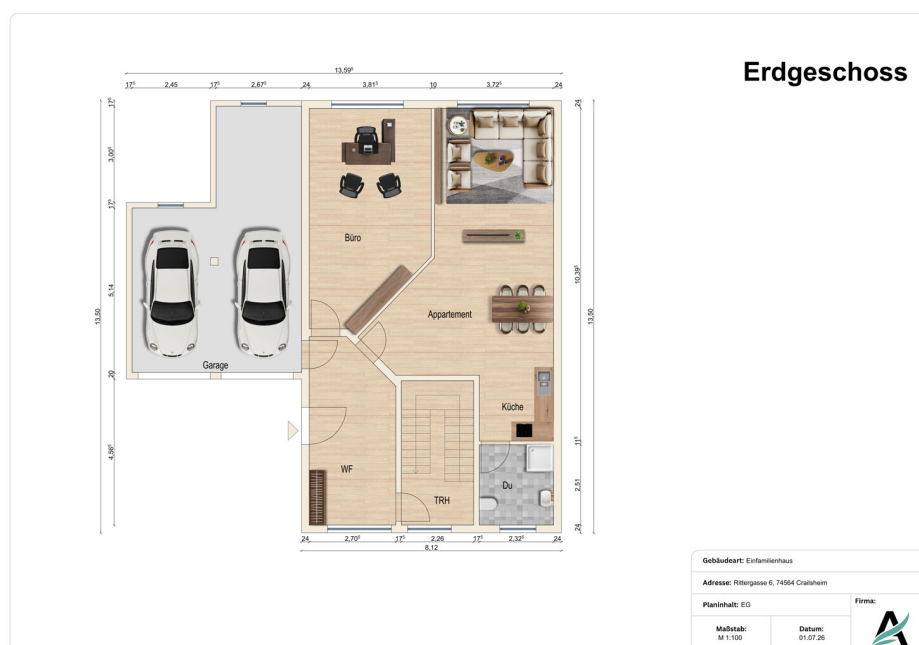 Erdgeschoss
13,59⁵
17⁵ 2,45 17⁵ 2,67⁵ 24 3,81⁵ 10 3,72⁵ 24
17⁵
3,00⁵
17⁵
5,14
20
4,56⁵
13,50
24
10,39⁵
11⁵
2,51
24
13,50
Büro
Appartement
Garage
Küche
WF
Du
TRH
24 2,70⁵ 17⁵ 2,26 17⁵ 2,32⁵ 24
8,12
Gebäudeart: Einfamilienhaus
Adresse: Rittergasse 6, 74564 Crailsheim
Planinhalt: EG
Firma:
Maßstab:
M 1:100
Datum:
01.07.26
A